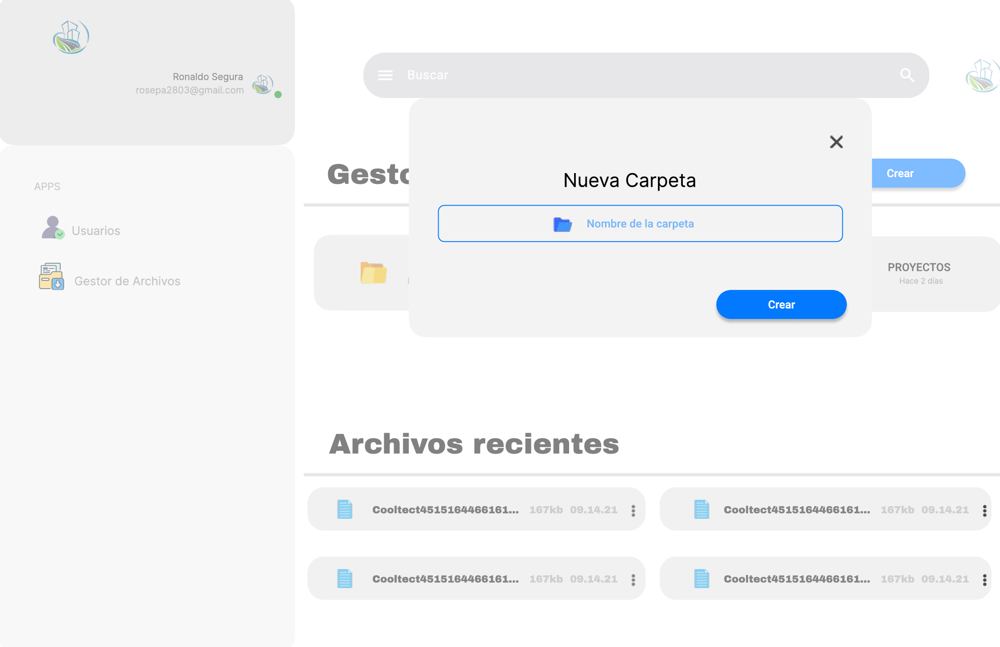 Ronaldo Segura
rosepa2803@gmail.com
APPS
Usuarios
Gestor de Archivos
Buscar
Gesto
Crear
Nueva Carpeta
Nombre de la carpeta
Crear
PROYECTOS
Hace 2 días
Archivos recientes
Cooltect4515164466161... 167kb 09.14.21
Cooltect4515164466161... 167kb 09.14.21
Cooltect4515164466161... 167kb 09.14.21
Cooltect4515164466161... 167kb 09.14.21